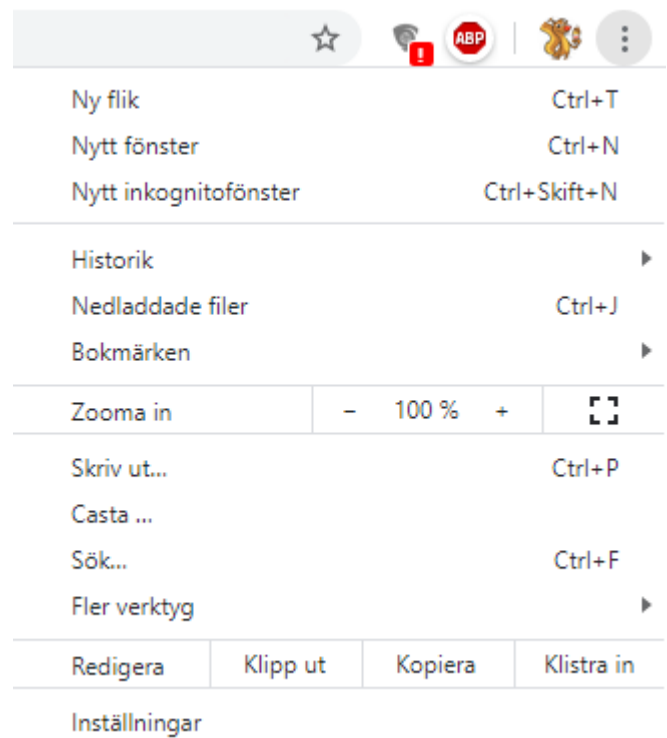 ABP
!
Ny flik Ctrl+T
Nytt fönster Ctrl+N
Nytt inkognitofönster Ctrl+Skift+N
Historik
Nedladdade filer Ctrl+J
Bokmärken
Zooma in - 100 % +
Skriv ut... Ctrl+P
Casta ...
Sök... Ctrl+F
Fler verktyg
Redigera Klipp ut Kopiera Klistra in
Inställningar